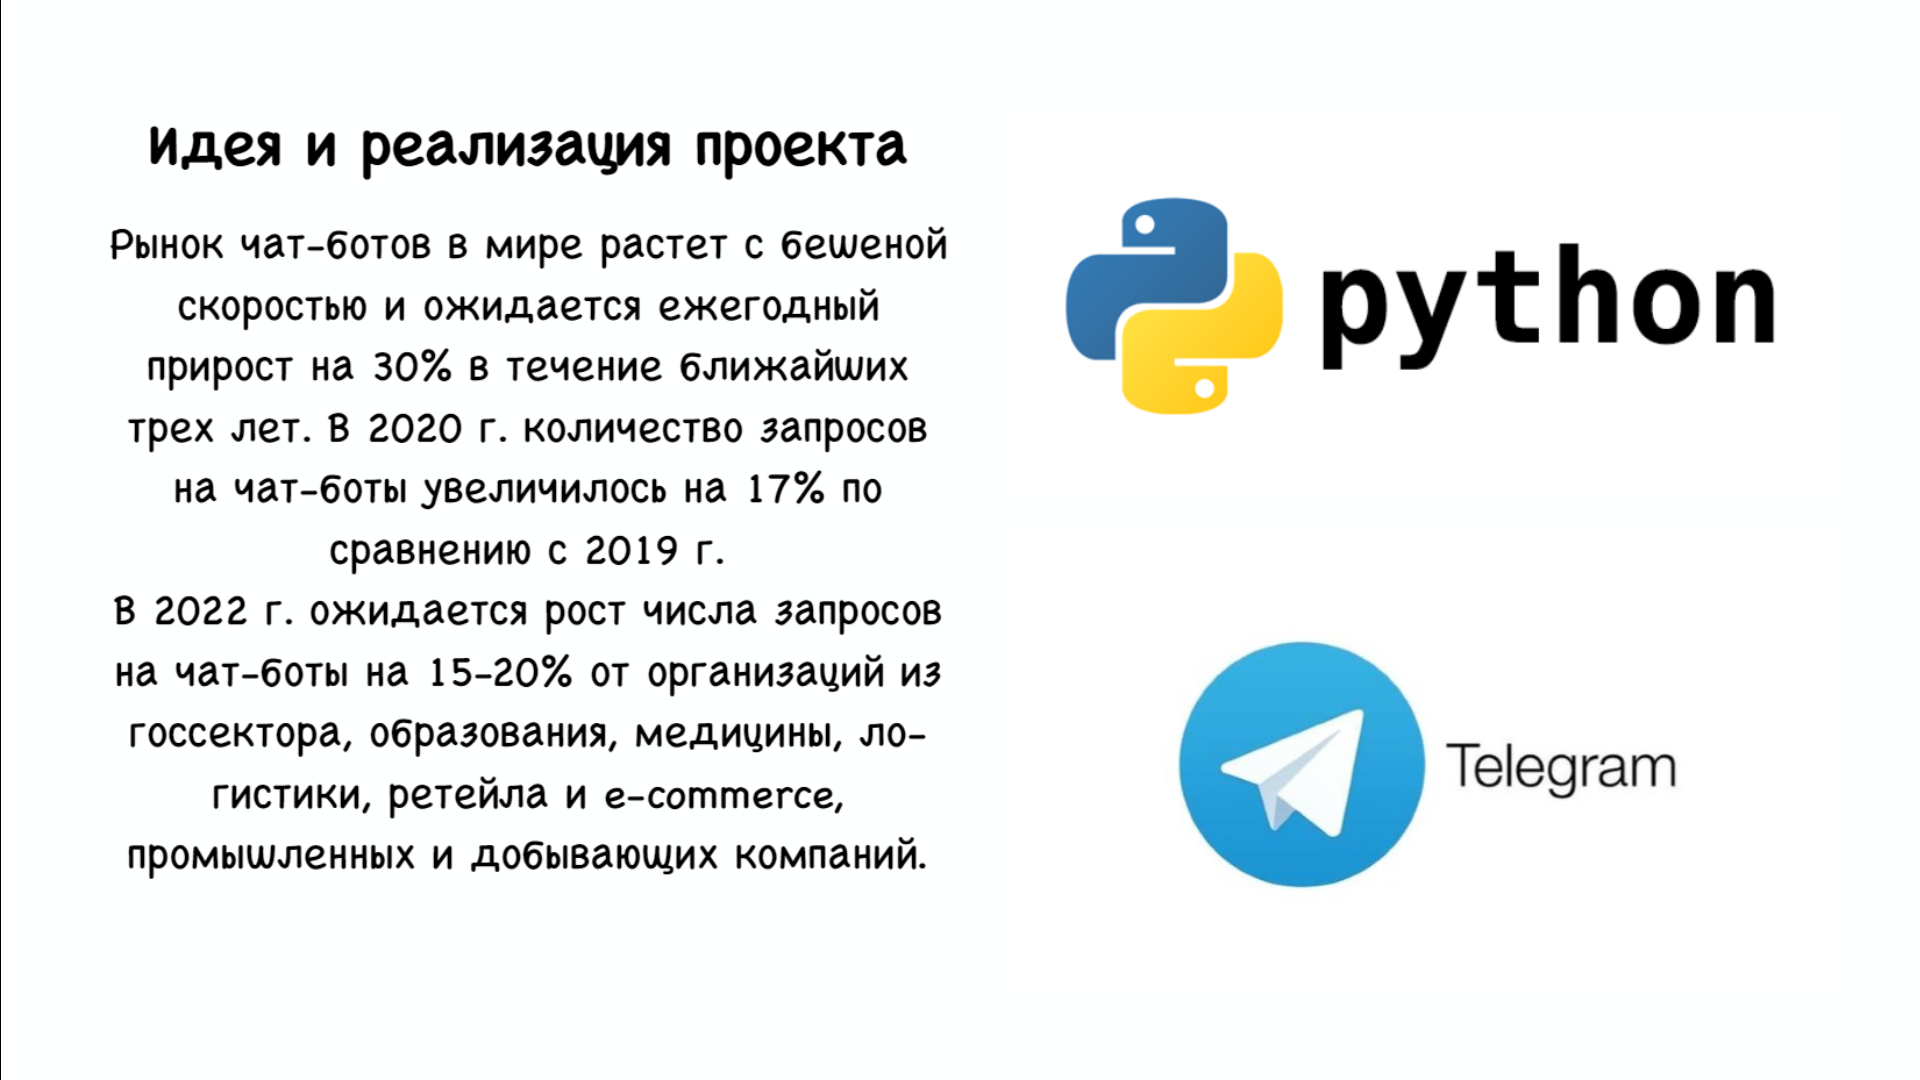 Идея и реализация проекта
Рынок чат-ботов в мире растет с бешеной
скоростью и ожидается ежегодный
прирост на 30% в течение ближайших
трех лет. В 2020 г. количество запросов
на чат-боты увеличилось на 17% по
сравнению с 2019 г.
В 2022 г. ожидается рост числа запросов
на чат-боты на 15-20% от организаций из
госсектора, образования, медицины, ло-
гистики, ретейла и e-commerce,
промышленных и добывающих компаний.
python
Telegram